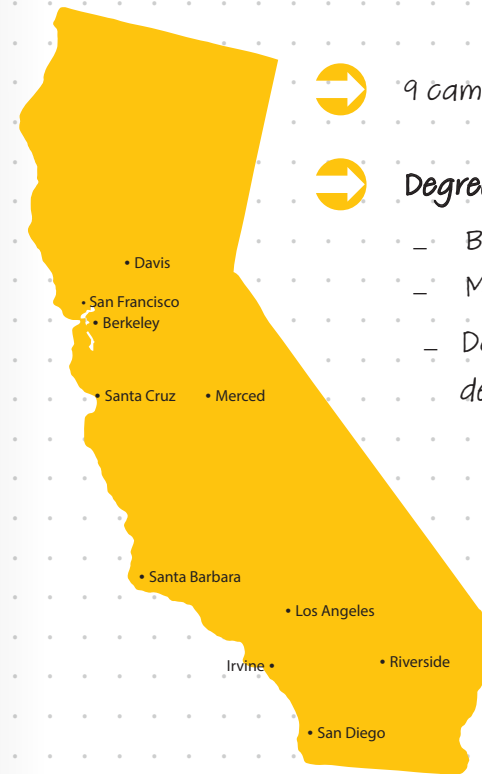 9 cam
Degre
– B
– M
– D
de
• Davis
• San Francisco
• Berkeley
• Santa Cruz
• Merced
• Santa Barbara
• Los Angeles
Irvine •
• Riverside
• San Diego